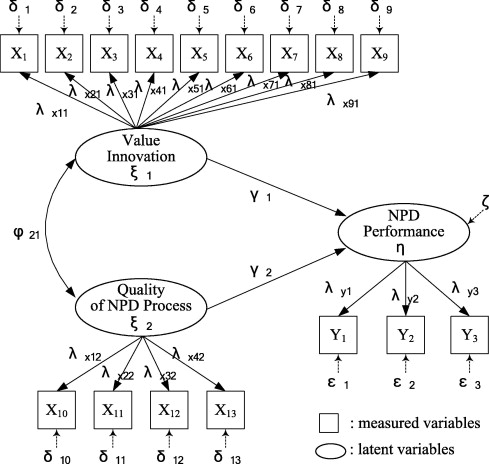 δ 1 δ 2 δ 3 δ 4 δ 5 δ 6 δ 7 δ 8 δ 9
X1 X2 X3 X4 X5 X6 X7 X8 X9
λ x11 λ x21 λ x31 λ x41 λ x51 λ x61 λ x71 λ x81 λ x91
Value
Innovation
ξ 1
γ 1
ζ
NPD
Performance
η
φ 21
γ 2
Quality
of NPD Process
ξ 2
λ y1 λ y2 λ y3
Y1 Y2 Y3
ε 1 ε 2 ε 3
λ x12 λ x22 λ x32 λ x42
X10 X11 X12 X13
δ 10 δ 11 δ 12 δ 13
: measured variables
: latent variables